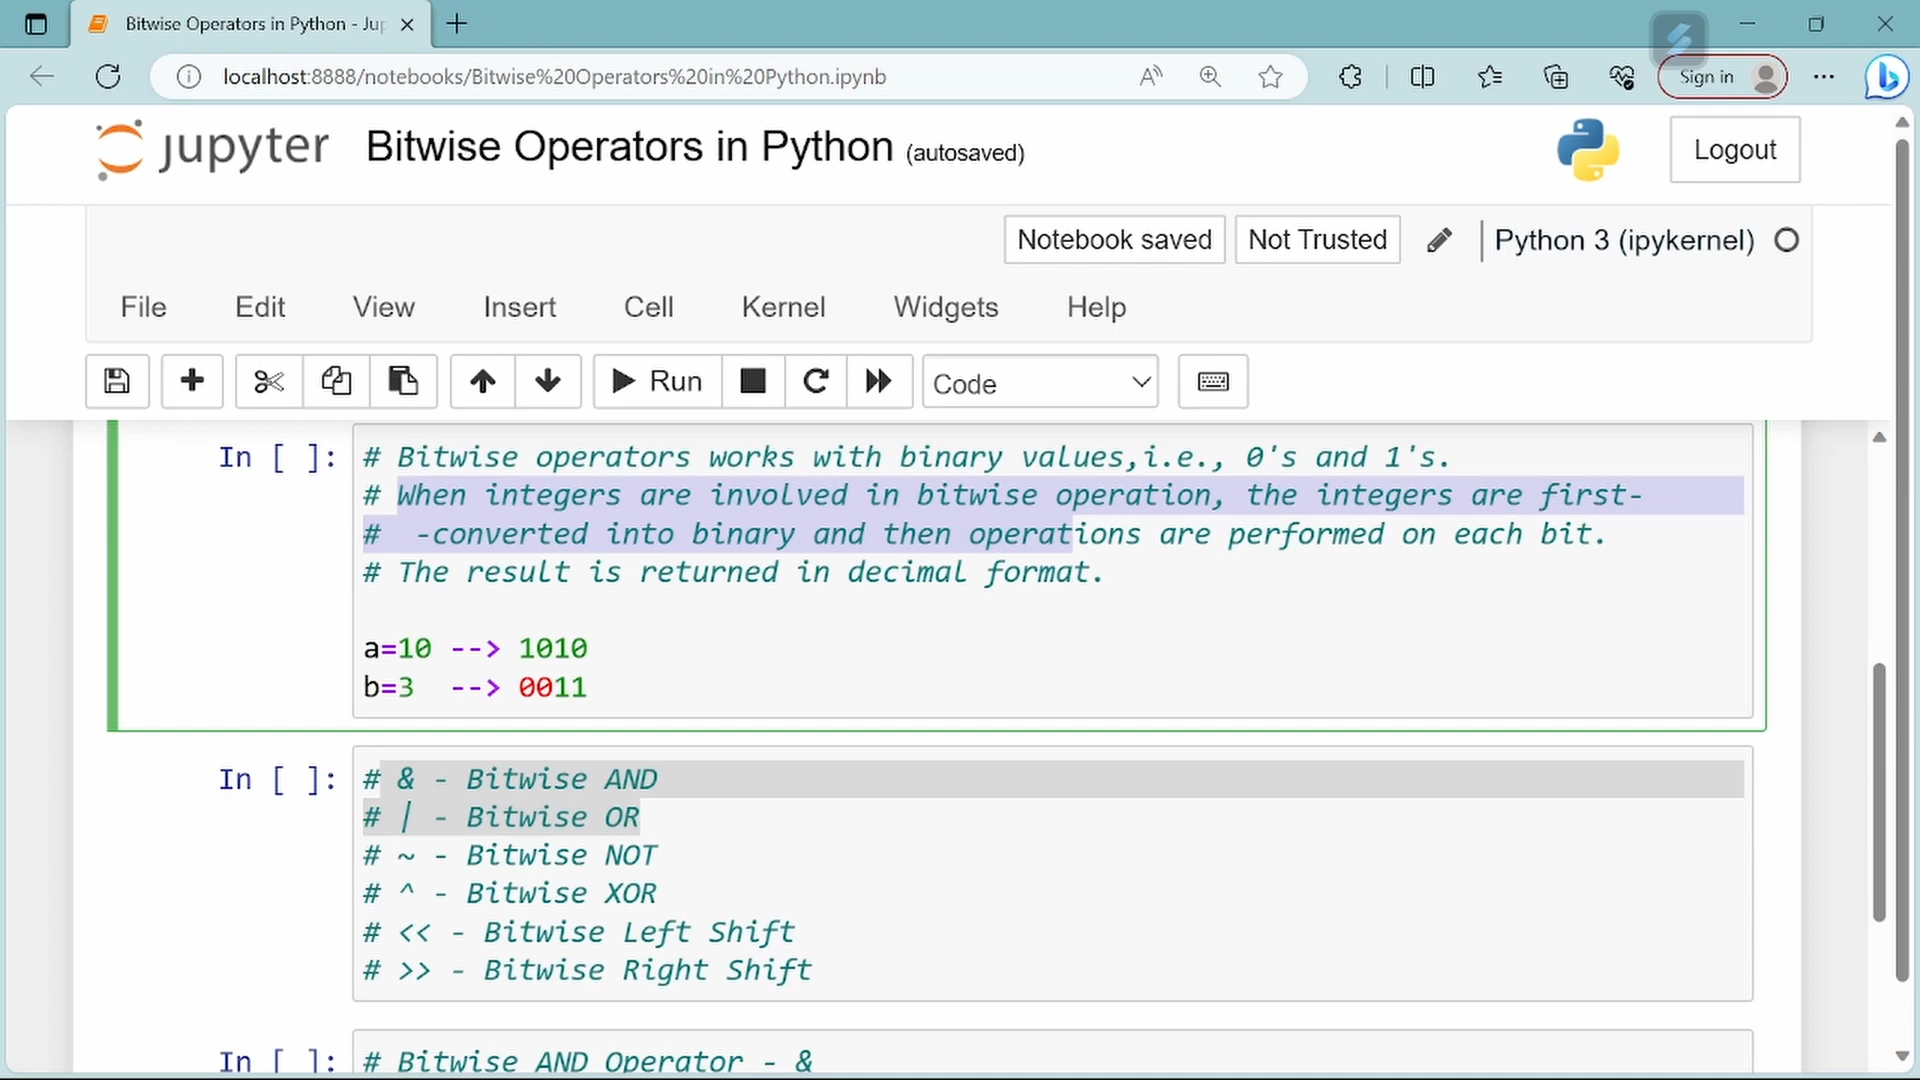 Bitwise Operators in Python - Jup
localhost:8888/notebooks/Bitwise%20Operators%20in%20Python.ipynb
Sign in
jupyter Bitwise Operators in Python (autosaved)
Logout
Notebook saved Not Trusted Python 3 (ipykernel)
File Edit View Insert Cell Kernel Widgets Help
Run Code
In [ ]: # Bitwise operators works with binary values,i.e., 0's and 1's.
# When integers are involved in bitwise operation, the integers are first-
#  -converted into binary and then operations are performed on each bit.
# The result is returned in decimal format.
a=10 --> 1010
b=3  --> 0011
In [ ]: # & - Bitwise AND
# | - Bitwise OR
# ~ - Bitwise NOT
# ^ - Bitwise XOR
# << - Bitwise Left Shift
# >> - Bitwise Right Shift
In [ ]: # Bitwise AND Operator - &